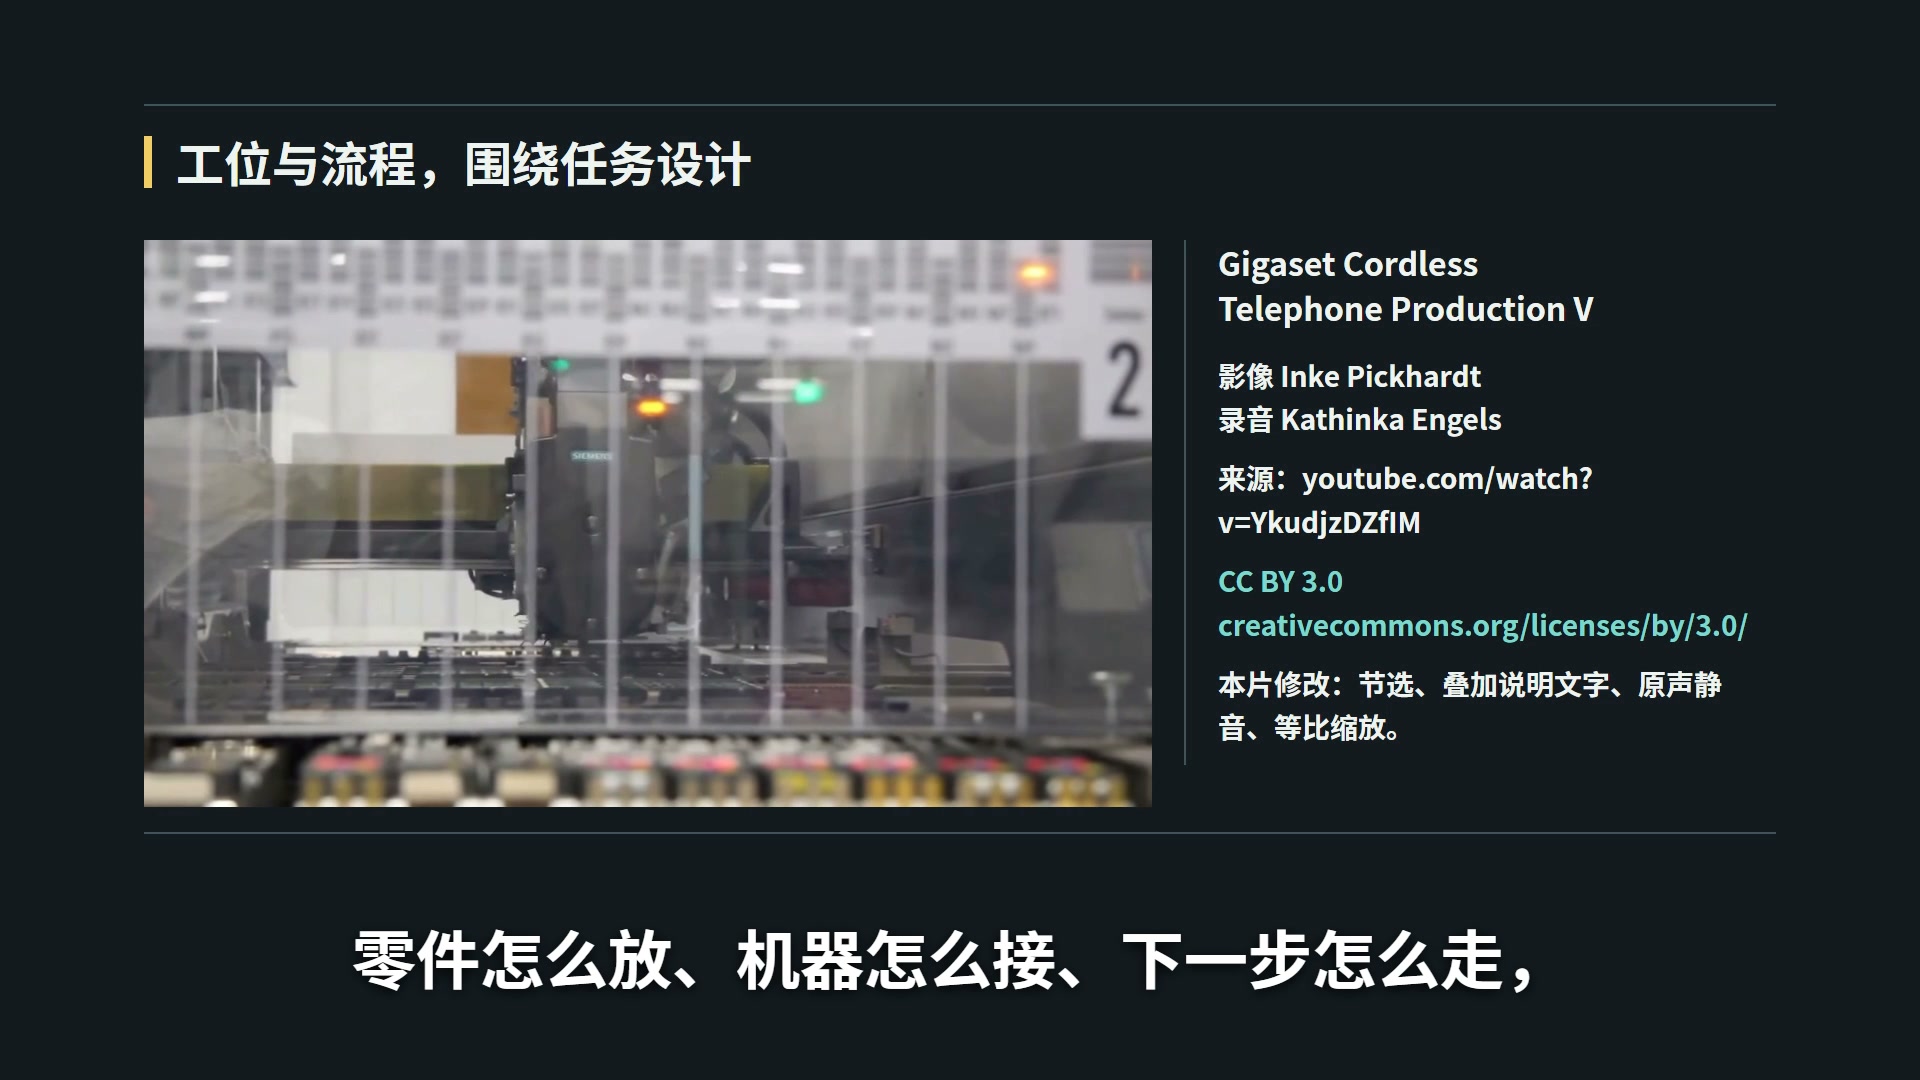 工位与流程，围绕任务设计
Gigaset Cordless
Telephone Production V
影像 Inke Pickhardt
录音 Kathinka Engels
来源：youtube.com/watch?
v=YkudjzDZfIM
CC BY 3.0
creativecommons.org/licenses/by/3.0/
本片修改：节选、叠加说明文字、原声静
音、等比缩放。
2
SIEMENS
零件怎么放、机器怎么接、下一步怎么走，